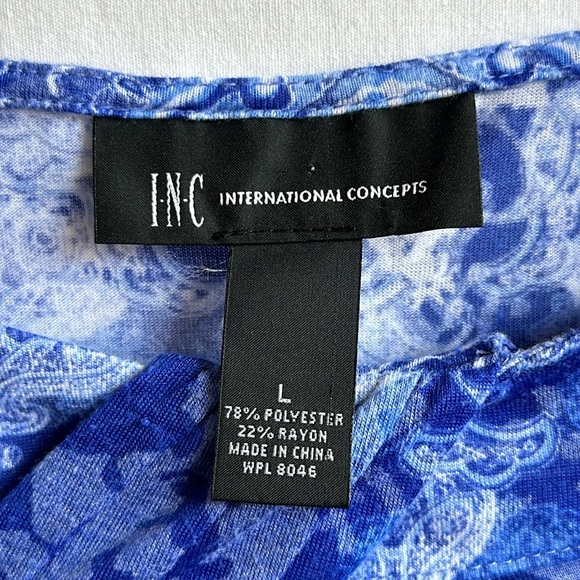 I·N·C INTERNATIONAL CONCEPTS
L
78% POLYESTER
22% RAYON
MADE IN CHINA
WPL 8046